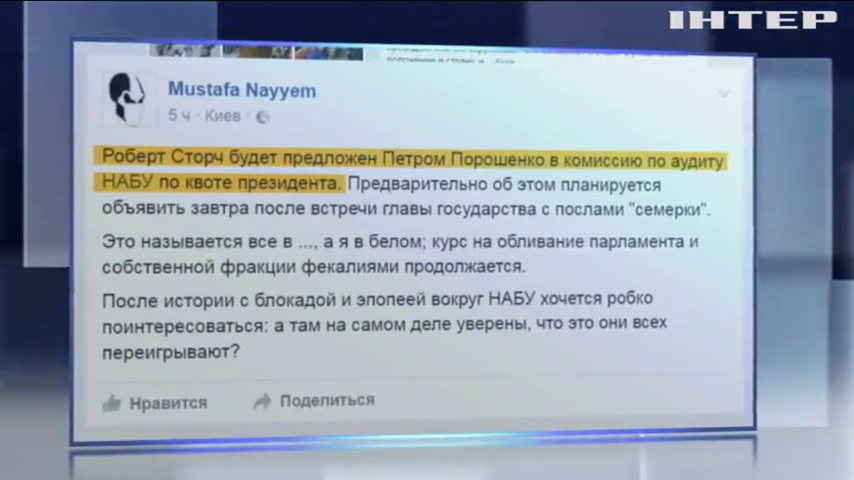 ІНТЕР
положение и страну, и ... Еще
Mustafa Nayyem
5 ч · Киев ·
Роберт Сторч будет предложен Петром Порошенко в комиссию по аудиту
НАБУ по квоте президента. Предварительно об этом планируется
объявить завтра после встречи главы государства с послами "семерки".
Это называется все в ..., а я в белом; курс на обливание парламента и
собственной фракции фекалиями продолжается.
После истории с блокадой и эпопеей вокруг НАБУ хочется робко
поинтересоваться: а там на самом деле уверены, что это они всех
переигрывают?
Нравится Поделиться